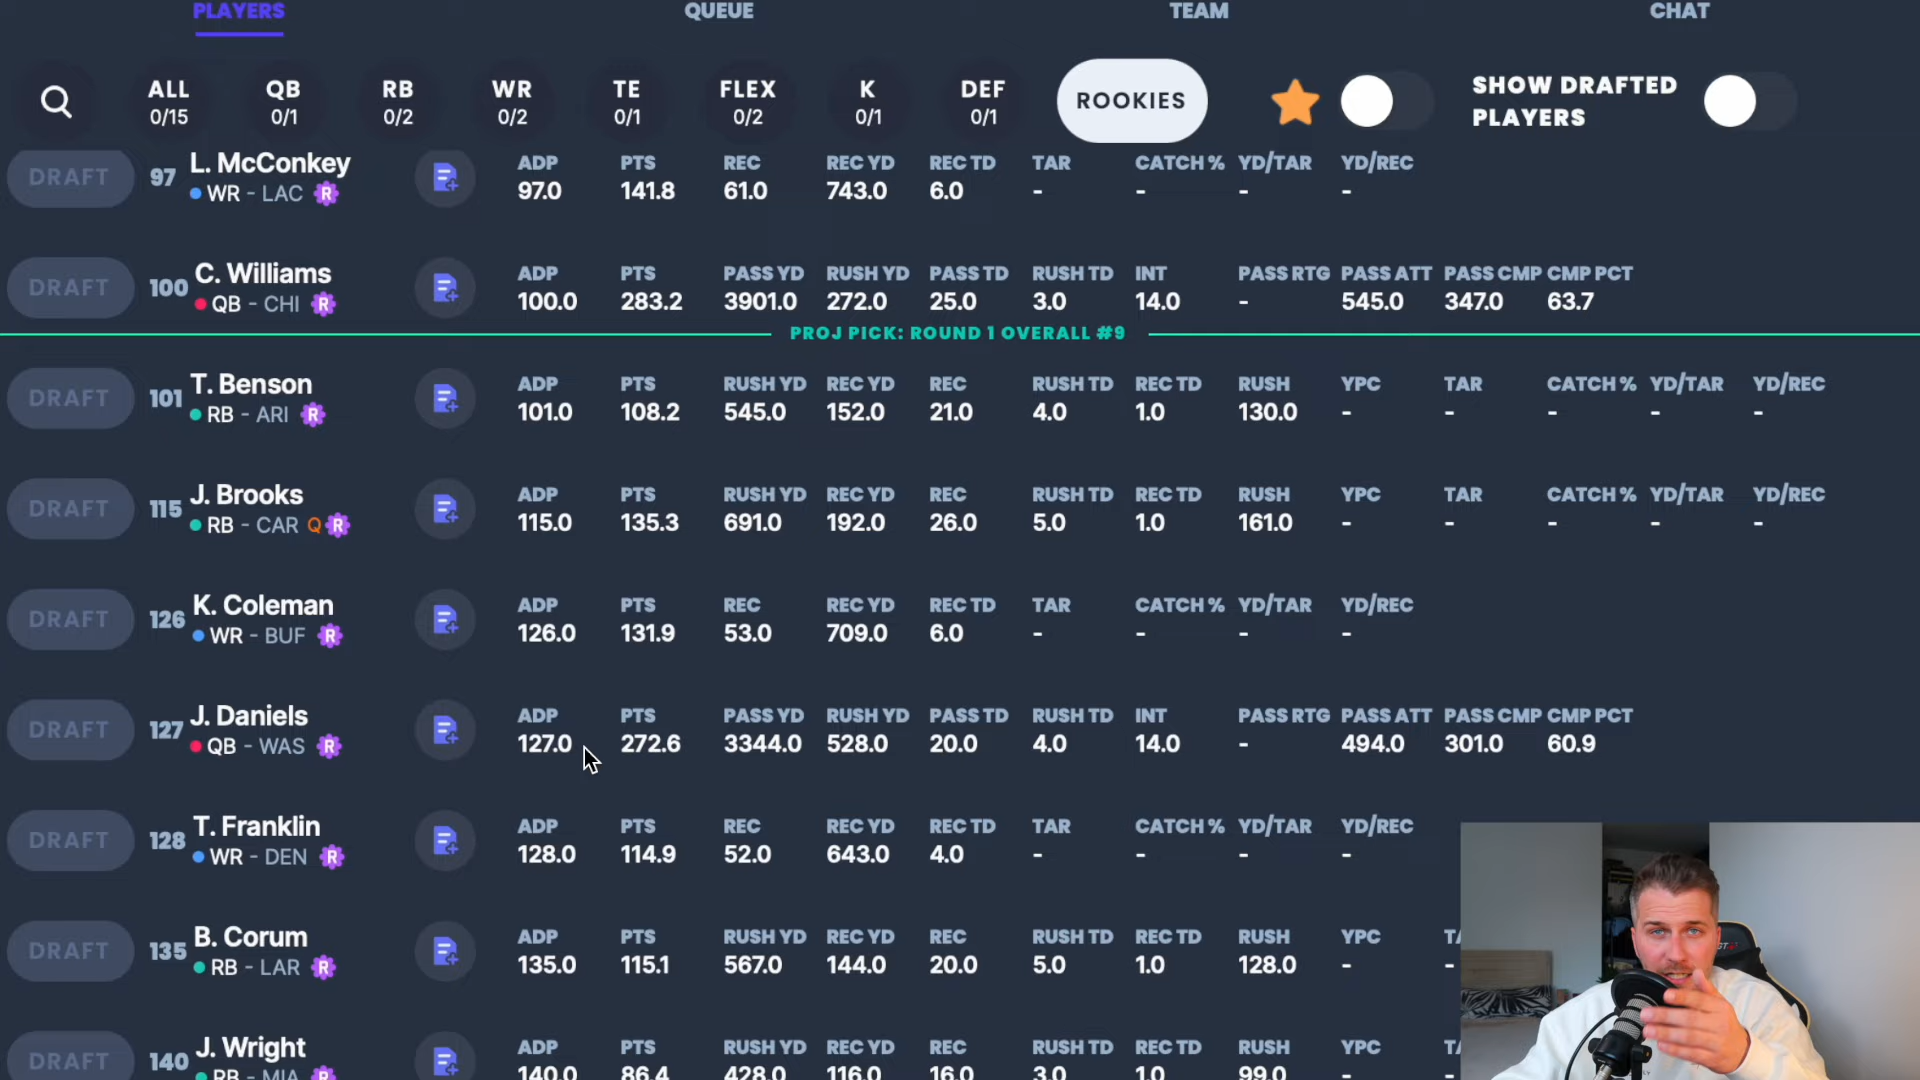 PLAYERS QUEUE TEAM CHAT
ALL QB RB WR TE FLEX K DEF ROOKIES SHOW DRAFTED
0/15 0/1 0/2 0/2 0/1 0/2 0/1 0/1 PLAYERS
DRAFT 97 L. McConkey ADP PTS REC REC YD REC TD TAR CATCH % YD/TAR YD/REC
WR - LAC R 97.0 141.8 61.0 743.0 6.0 - - - -
DRAFT 100 C. Williams ADP PTS PASS YD RUSH YD PASS TD RUSH TD INT PASS RTG PASS ATT PASS CMP CMP PCT
QB - CHI R 100.0 283.2 3901.0 272.0 25.0 3.0 14.0 - 545.0 347.0 63.7
PROJ PICK: ROUND 1 OVERALL #9
DRAFT 101 T. Benson ADP PTS RUSH YD REC YD REC RUSH TD REC TD RUSH YPC TAR CATCH % YD/TAR YD/REC
RB - ARI R 101.0 108.2 545.0 152.0 21.0 4.0 1.0 130.0 - - - - -
DRAFT 115 J. Brooks ADP PTS RUSH YD REC YD REC RUSH TD REC TD RUSH YPC TAR CATCH % YD/TAR YD/REC
RB - CAR Q R 115.0 135.3 691.0 192.0 26.0 5.0 1.0 161.0 - - - - -
DRAFT 126 K. Coleman ADP PTS REC REC YD REC TD TAR CATCH % YD/TAR YD/REC
WR - BUF R 126.0 131.9 53.0 709.0 6.0 - - - -
DRAFT 127 J. Daniels ADP PTS PASS YD RUSH YD PASS TD RUSH TD INT PASS RTG PASS ATT PASS CMP CMP PCT
QB - WAS R 127.0 272.6 3344.0 528.0 20.0 4.0 14.0 - 494.0 301.0 60.9
DRAFT 128 T. Franklin ADP PTS REC REC YD REC TD TAR CATCH % YD/TAR YD/REC
WR - DEN R 128.0 114.9 52.0 643.0 4.0 - - - -
DRAFT 135 B. Corum ADP PTS RUSH YD REC YD REC RUSH TD REC TD RUSH YPC
RB - LAR R 135.0 115.1 567.0 144.0 20.0 5.0 1.0 128.0 - -
DRAFT 140 J. Wright ADP PTS RUSH YD REC YD REC RUSH TD REC TD RUSH YPC
RB - MIA R 140.0 86.4 428.0 116.0 16.0 3.0 1.0 99.0 - -